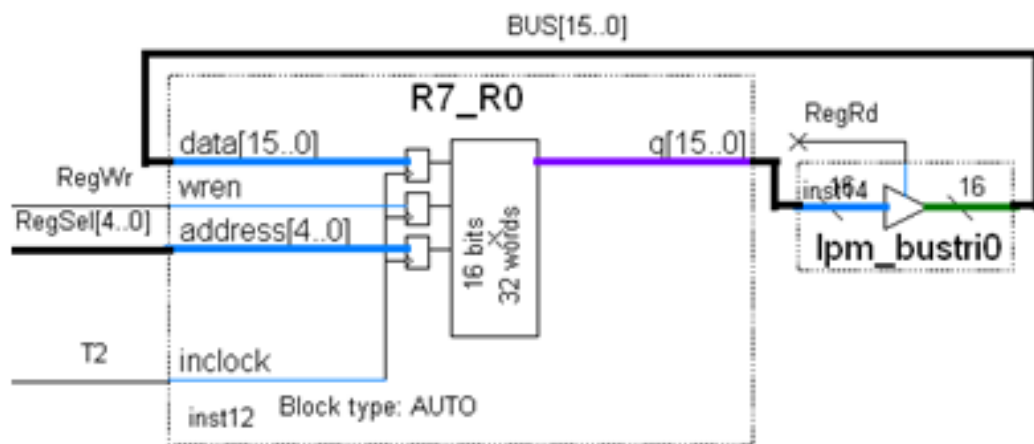 BUS[15..0]
R7_R0
RegRd
data[15..0]
q[15..0]
RegWr
wren
RegSel[4..0]
address[4..0]
16 bits
32 words
16
inst14
16
lpm_bustri0
T2
inclock
inst12
Block type: AUTO